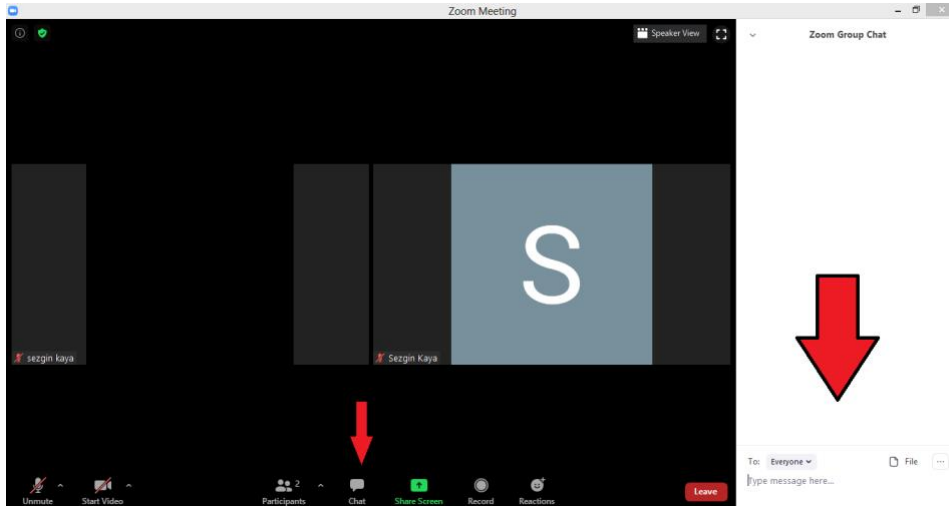 Zoom Meeting
Speaker View
Zoom Group Chat
S
sezgin kaya
Sezgin Kaya
To: Everyone
File
Type message here...
Unmute
Start Video
2
Participants
Chat
Share Screen
Record
Reactions
Leave